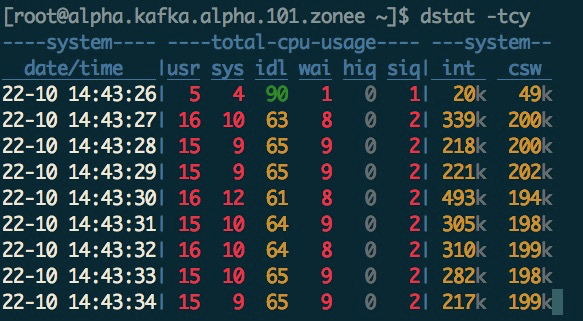 [root@alpha.kafka.alpha.101.zonee ~]$ dstat -tcy
----system---- ----total-cpu-usage---- ---system--
date/time |usr sys idl wai hiq siq| int csw
22-10 14:43:26| 5 4 90 1 0 1| 20k 49k
22-10 14:43:27| 16 10 63 8 0 2| 339k 200k
22-10 14:43:28| 15 9 65 9 0 2| 218k 200k
22-10 14:43:29| 15 9 65 9 0 2| 221k 202k
22-10 14:43:30| 16 12 61 8 0 2| 493k 194k
22-10 14:43:31| 15 10 64 9 0 2| 305k 198k
22-10 14:43:32| 16 10 64 8 0 2| 310k 199k
22-10 14:43:33| 15 10 65 9 0 2| 282k 198k
22-10 14:43:34| 15 9 65 9 0 2| 217k 199k